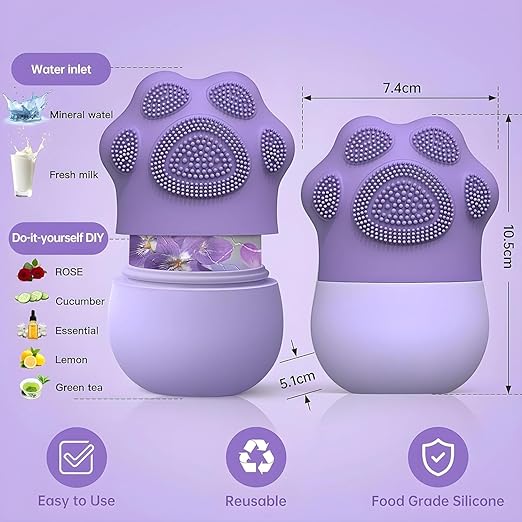 Water inlet
Mineral watel
Fresh milk
Do-it-yourself DIY
ROSE
Cucumber
Essential
Lemon
Green tea
7.4cm
10.5cm
5.1cm
Easy to Use
Reusable
Food Grade Silicone